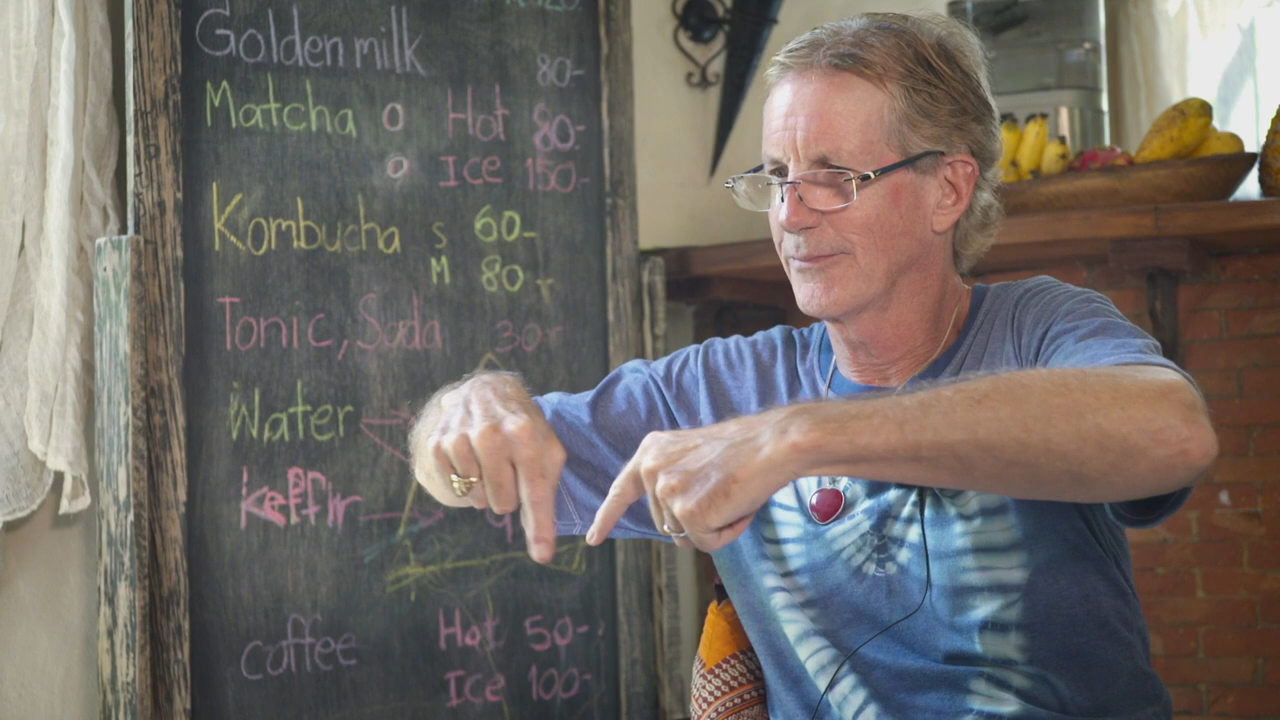 Golden milk 80-
Matcha o Hot 80-
o Ice 150-
Kombucha s 60-
M 80-
Tonic, Soda 30-
Water
kefir
coffee Hot 50-
Ice 100-